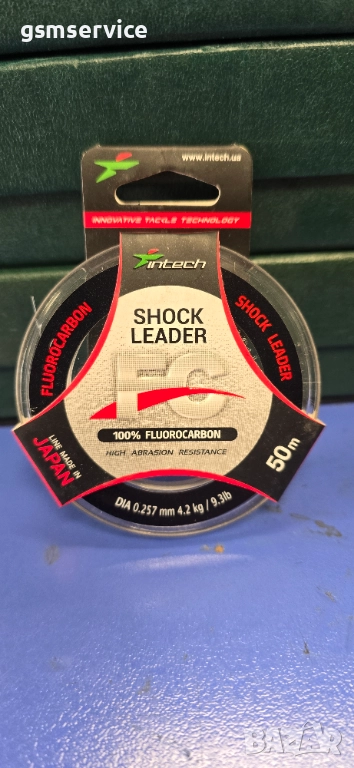 gsmservice
www.intech.ua
INNOVATIVE TACKLE TECHNOLOGY
intech
FLUOROCARBON
SHOCK LEADER
SHOCK
LEADER
FC
100% FLUOROCARBON
HIGH ABRASION RESISTANCE
LINE MADE IN
JAPAN
50m
DIA 0.257 mm 4.2 kg / 9.3lb
BAZAR